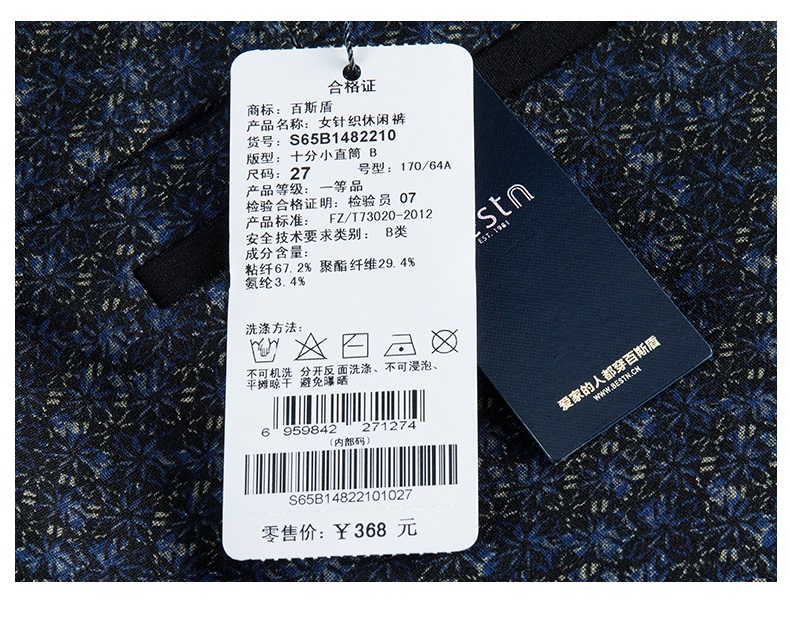 合格证
商标: 百斯盾
产品名称: 女针织休闲裤
货号: S65B1482210
版型: 十分小直筒 B
尺码: 27 号型: 170/64A
产品等级: 一等品
检验合格证明: 检验员 07
产品标准: FZ/T73020-2012
安全技术要求类别: B类
成分含量:
粘纤67.2% 聚酯纤维29.4%
氨纶3.4%
洗涤方法:
不可机洗 分开反面洗涤、不可浸泡、
平摊晾干 避免曝晒
6 959842 271274
(内部码)
S65B14822101027
零售价: ¥368 元
estn
EST. 1981
爱家的人都穿百斯盾
WWW.BESTN.CN